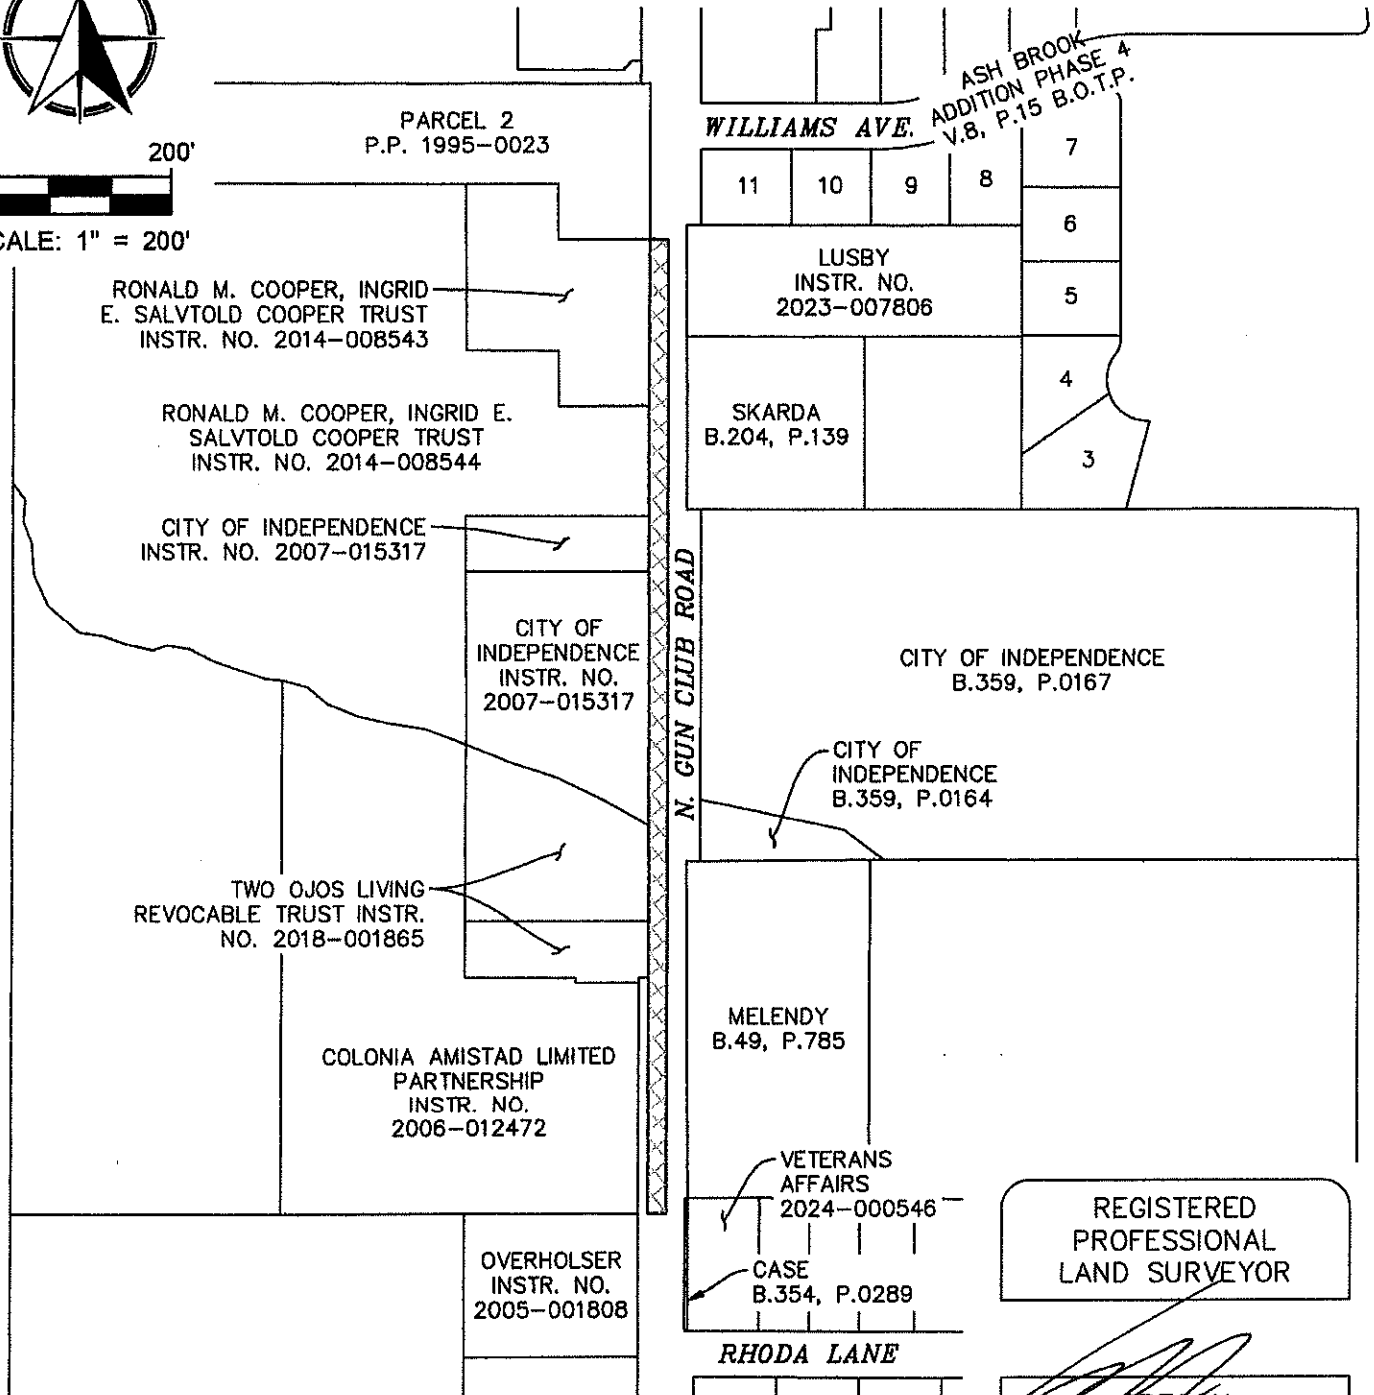 200'
SCALE: 1" = 200'
PARCEL 2
P.P. 1995-0023
WILLIAMS AVE.
ASH BROOK
ADDITION PHASE 4
V.8, P.15 B.O.T.P.
11
10
9
8
7
6
5
4
3
LUSBY
INSTR. NO.
2023-007806
RONALD M. COOPER, INGRID
E. SALVTOLD COOPER TRUST
INSTR. NO. 2014-008543
RONALD M. COOPER, INGRID E.
SALVTOLD COOPER TRUST
INSTR. NO. 2014-008544
SKARDA
B.204, P.139
CITY OF INDEPENDENCE
INSTR. NO. 2007-015317
CITY OF
INDEPENDENCE
INSTR. NO.
2007-015317
N. GUN CLUB ROAD
CITY OF INDEPENDENCE
B.359, P.0167
CITY OF
INDEPENDENCE
B.359, P.0164
TWO OJOS LIVING
REVOCABLE TRUST INSTR.
NO. 2018-001865
MELENDY
B.49, P.785
COLONIA AMISTAD LIMITED
PARTNERSHIP
INSTR. NO.
2006-012472
VETERANS
AFFAIRS
2024-000546
CASE
B.354, P.0289
OVERHOLSER
INSTR. NO.
2005-001808
RHODA LANE
REGISTERED
PROFESSIONAL
LAND SURVEYOR